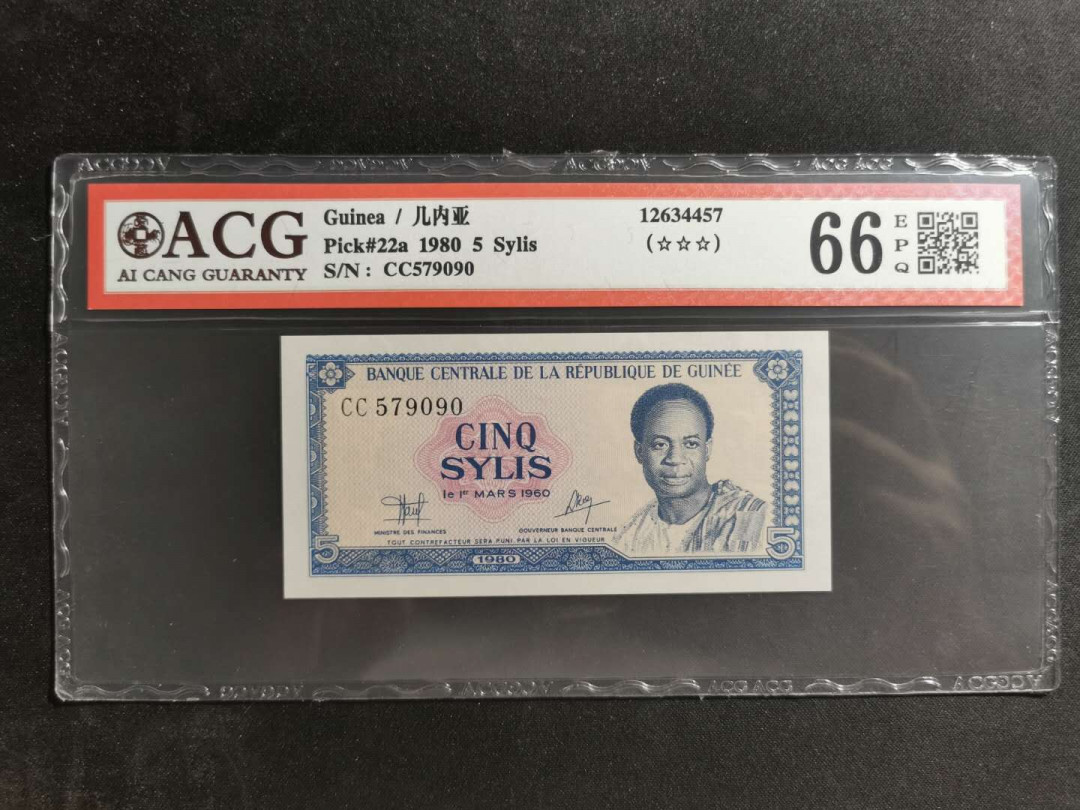 ACG
AI CANG GUARANTY
Guinea / 几内亚
Pick#22a 1980 5 Sylis
S/N : CC579090
12634457
(☆☆☆)
66
EPQ
BANQUE CENTRALE DE LA RÉPUBLIQUE DE GUINÉE
CC 579090
CINQ
SYLIS
le 1er MARS 1960
MINISTRE DES FINANCES
GOUVERNEUR BANQUE CENTRALE
TOUT CONTREFACTEUR SERA PUNI PAR LA LOI EN VIGUEUR
5
1980
5